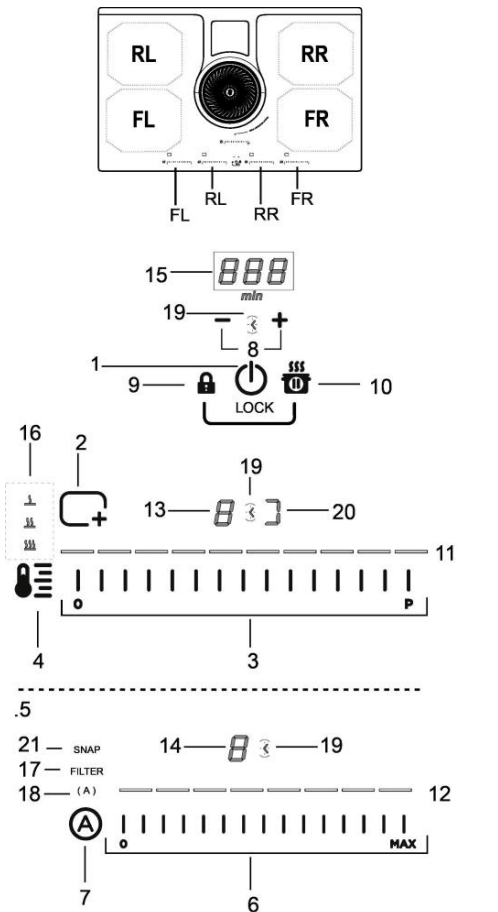 RL RR
FL FR
FL RL RR FR
15 888
min
19 - +
8
1
9 10
LOCK
16 2 19
13 8 20
11
0 P
4 3
.5
21 SNAP 14 8 19
17 FILTER
18 (A) 12
A
0 MAX
7 6